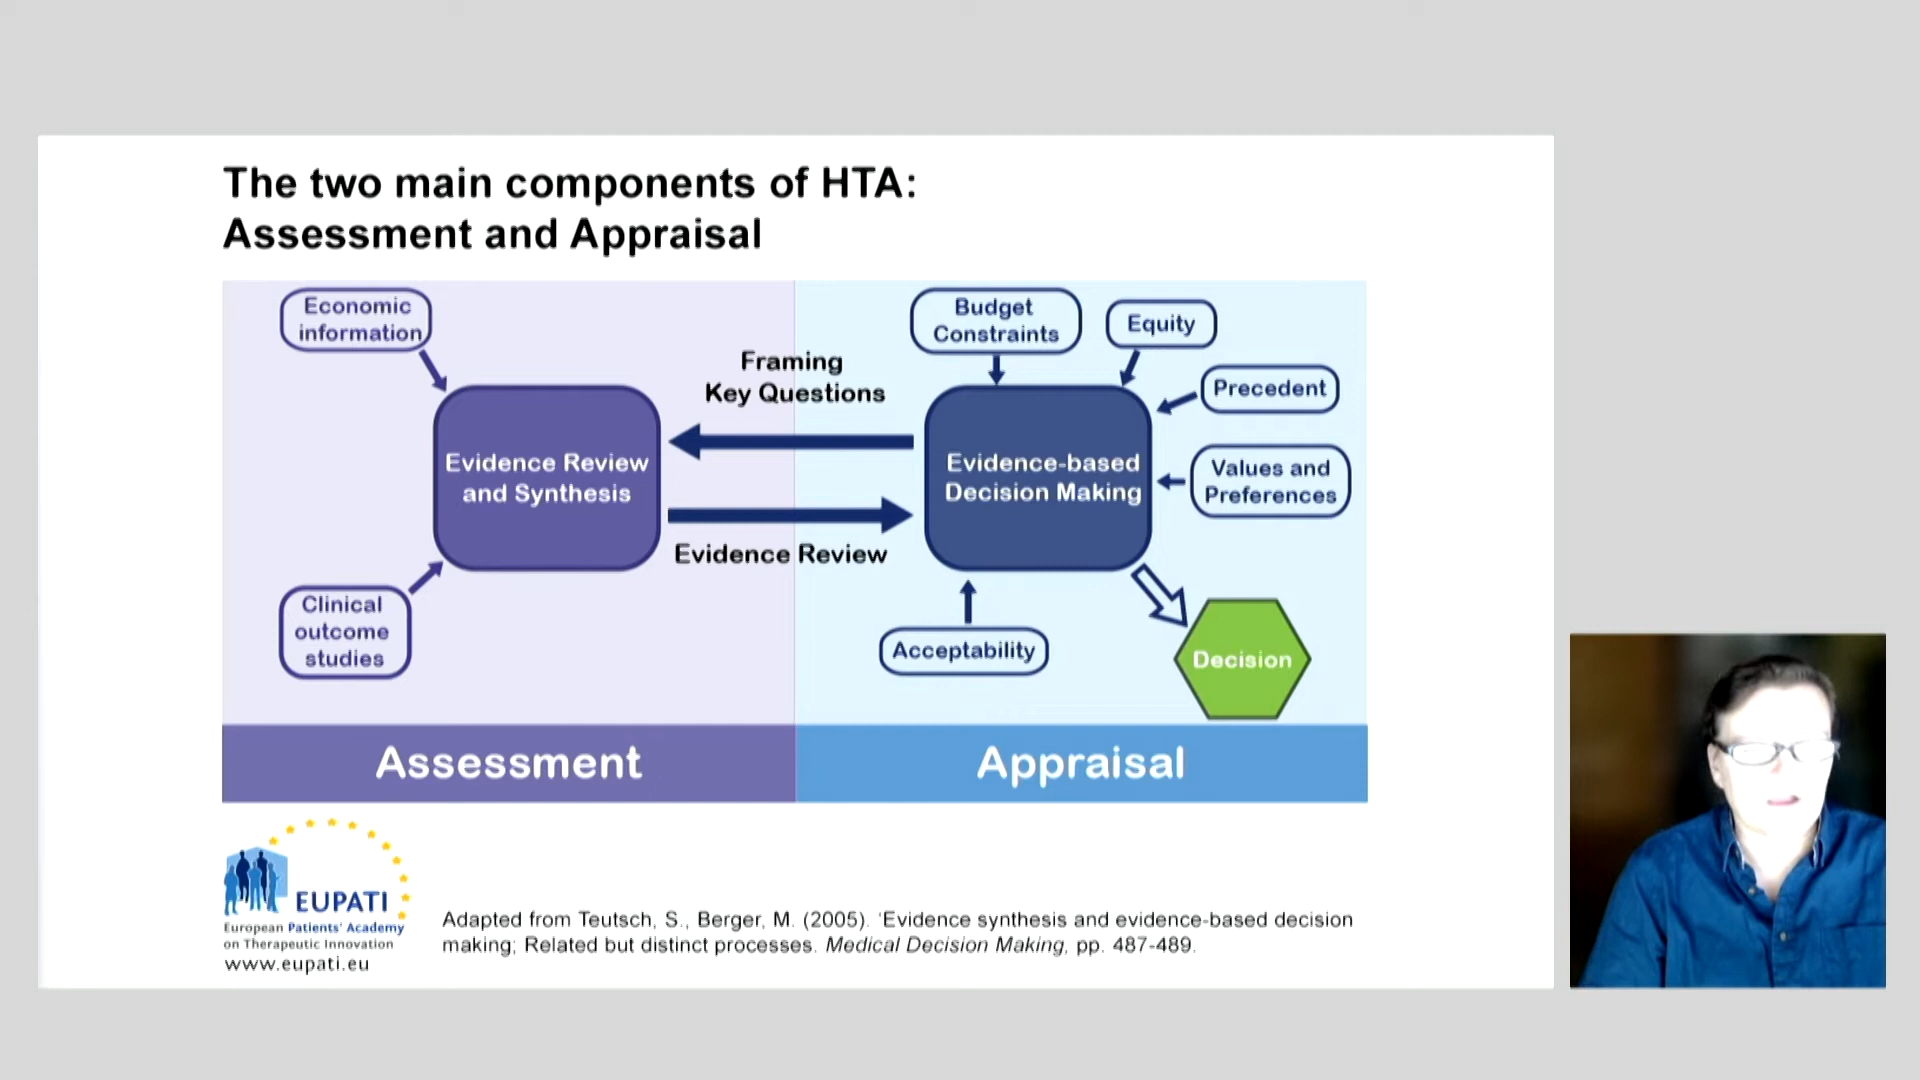 The two main components of HTA:
Assessment and Appraisal
Economic
information
Clinical
outcome
studies
Evidence Review
and Synthesis
Framing
Key Questions
Evidence Review
Budget
Constraints
Equity
Precedent
Values and
Preferences
Evidence-based
Decision Making
Acceptability
Decision
Assessment
Appraisal
EUPATI
European Patients' Academy
on Therapeutic Innovation
www.eupati.eu
Adapted from Teutsch, S., Berger, M. (2005). 'Evidence synthesis and evidence-based decision
making; Related but distinct processes. Medical Decision Making, pp. 487-489.